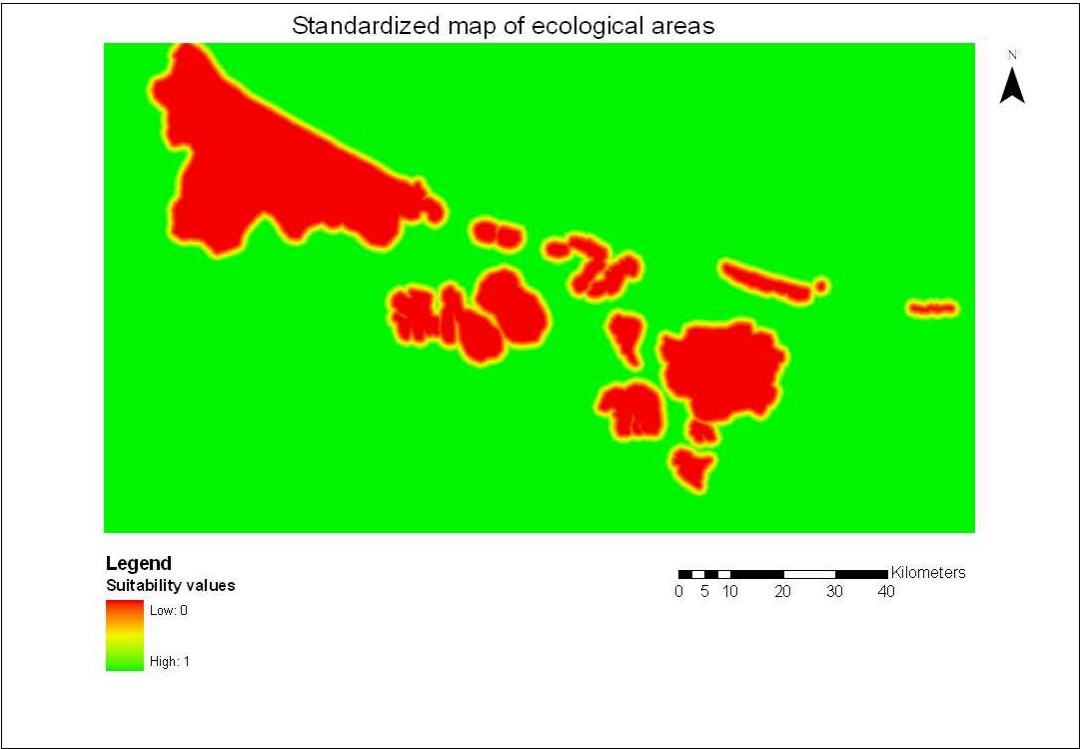 Standardized map of ecological areas
N
Legend
Suitability values
Low: 0
High: 1
Kilometers
0 5 10 20 30 40